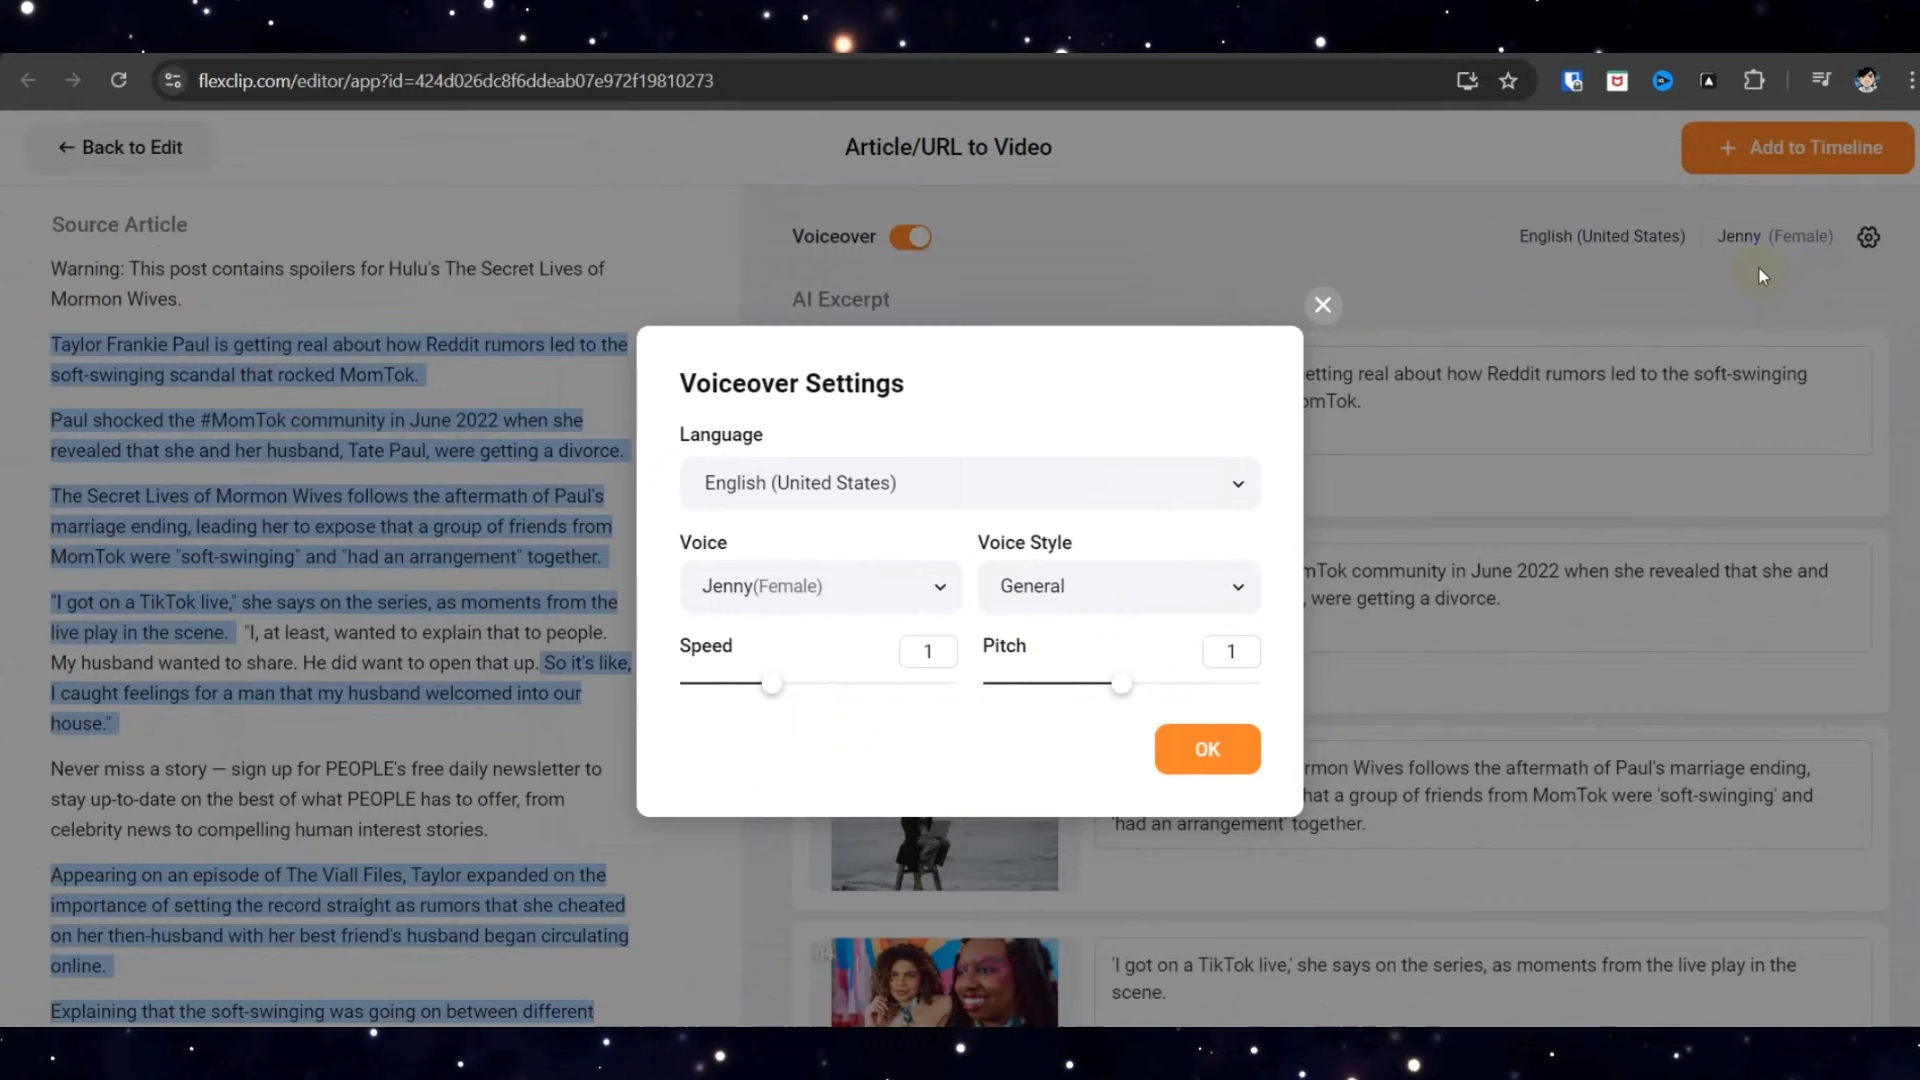 flexclip.com/editor/app?id=424d026dc8f6ddeab07e972f19810273
← Back to Edit
Article/URL to Video
+ Add to Timeline
Source Article
Warning: This post contains spoilers for Hulu's The Secret Lives of
Mormon Wives.
Taylor Frankie Paul is getting real about how Reddit rumors led to the
soft-swinging scandal that rocked MomTok.
Paul shocked the #MomTok community in June 2022 when she
revealed that she and her husband, Tate Paul, were getting a divorce.
The Secret Lives of Mormon Wives follows the aftermath of Paul's
marriage ending, leading her to expose that a group of friends from
MomTok were "soft-swinging" and "had an arrangement" together.
"I got on a TikTok live," she says on the series, as moments from the
live play in the scene. "I, at least, wanted to explain that to people.
My husband wanted to share. He did want to open that up. So it's like,
I caught feelings for a man that my husband welcomed into our
house."
Never miss a story — sign up for PEOPLE's free daily newsletter to
stay up-to-date on the best of what PEOPLE has to offer, from
celebrity news to compelling human interest stories.
Appearing on an episode of The Viall Files, Taylor expanded on the
importance of setting the record straight as rumors that she cheated
on her then-husband with her best friend's husband began circulating
online.
Explaining that the soft-swinging was going on between different
Voiceover
English (United States)
Jenny (Female)
AI Excerpt
Voiceover Settings
Language
English (United States)
Voice
Voice Style
Jenny(Female)
General
Speed
1
Pitch
1
OK
etting real about how Reddit rumors led to the soft-swinging
omTok.
mTok community in June 2022 when she revealed that she and
, were getting a divorce.
rmon Wives follows the aftermath of Paul's marriage ending,
hat a group of friends from MomTok were 'soft-swinging' and
'had an arrangement' together.
04
'I got on a TikTok live,' she says on the series, as moments from the live play in the
scene.